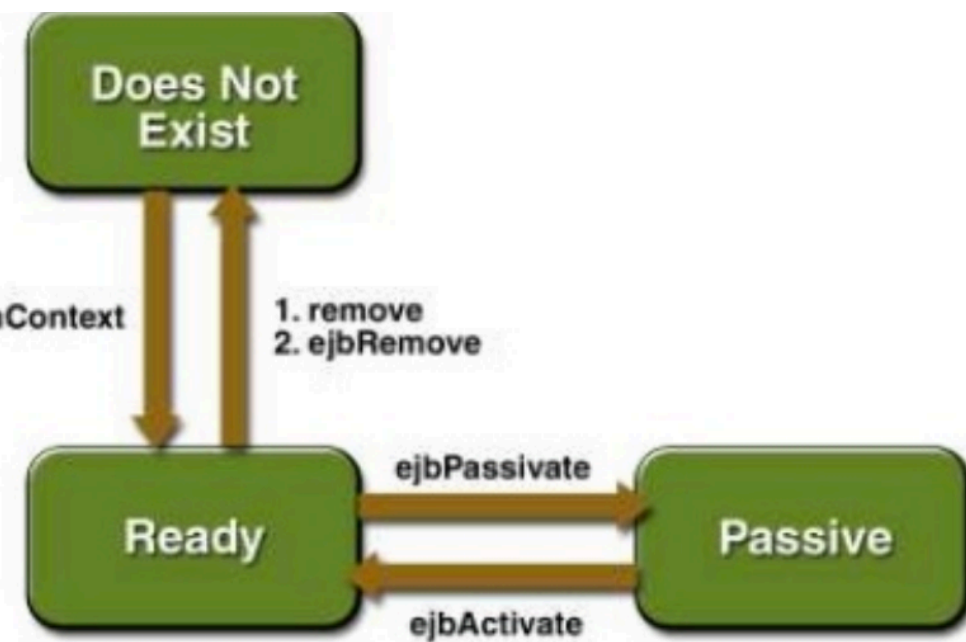 Does Not
Exist
1. remove
2. ejbRemove
ejbPassivate
Ready
Passive
ejbActivate